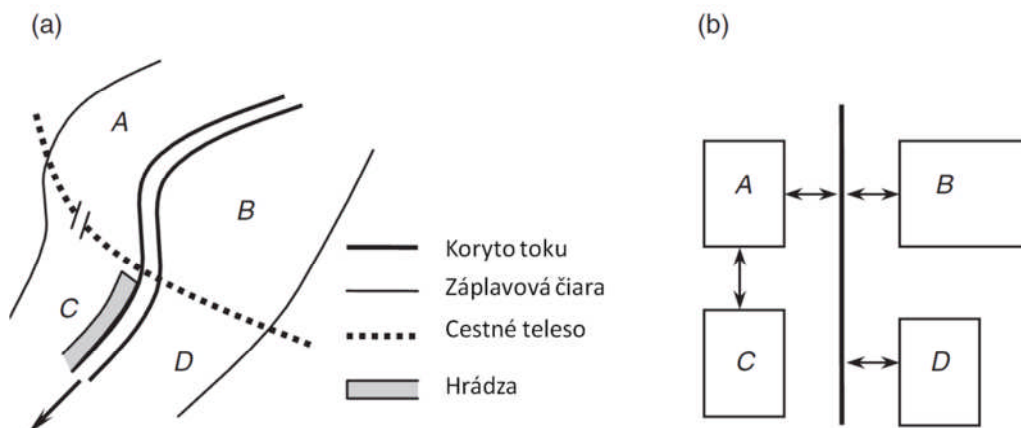 (a)
A
B
C
D
Koryto toku
Záplavová čiara
Cestné teleso
Hrádza
(b)
A
B
C
D